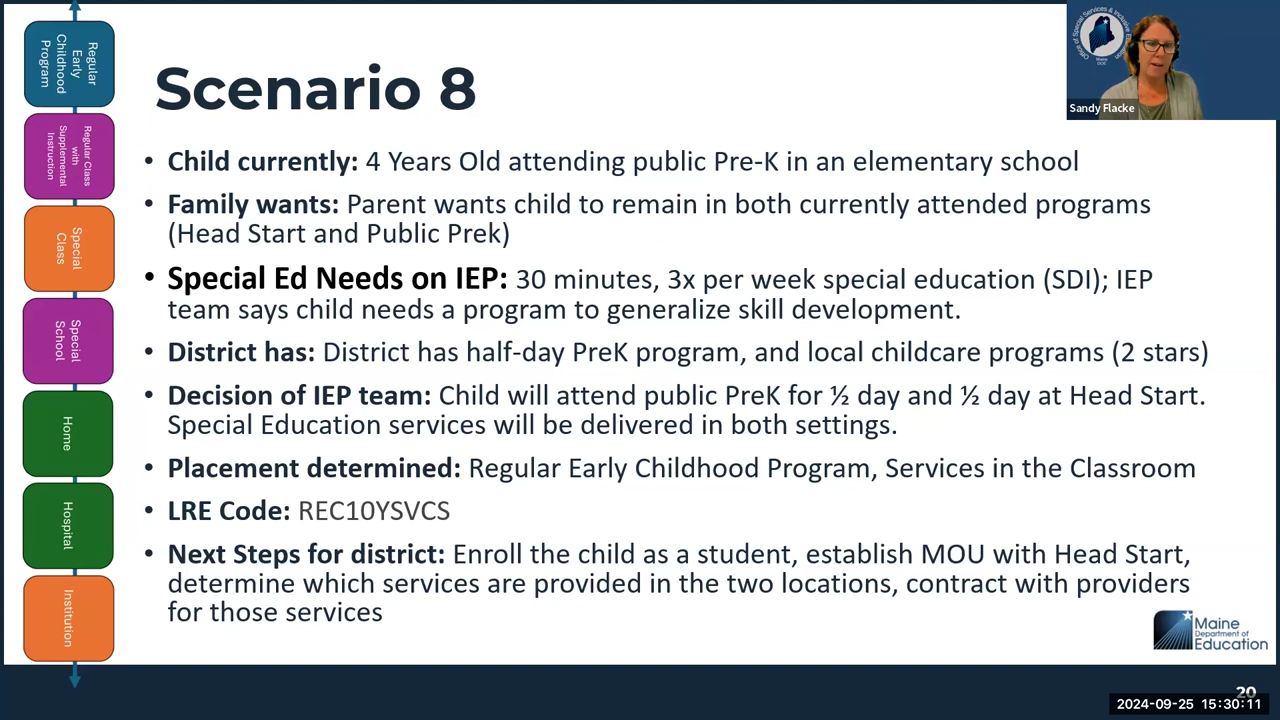 Regular
Early
Childhood
Program
Regular Class
with
Supplemental
Instruction
Special
Class
Special
School
Home
Hospital
Institution
Scenario 8
• Child currently: 4 Years Old attending public Pre-K in an elementary school
• Family wants: Parent wants child to remain in both currently attended programs
(Head Start and Public Prek)
• Special Ed Needs on IEP: 30 minutes, 3x per week special education (SDI); IEP
team says child needs a program to generalize skill development.
• District has: District has half-day PreK program, and local childcare programs (2 stars)
• Decision of IEP team: Child will attend public PreK for ½ day and ½ day at Head Start.
Special Education services will be delivered in both settings.
• Placement determined: Regular Early Childhood Program, Services in the Classroom
• LRE Code: REC10YSVCS
• Next Steps for district: Enroll the child as a student, establish MOU with Head Start,
determine which services are provided in the two locations, contract with providers
for those services
Office of Special Services & Inclusive
Maine
DOE
Sandy Flacke
Maine
Department of
Education
20
2024-09-25 15:30:11